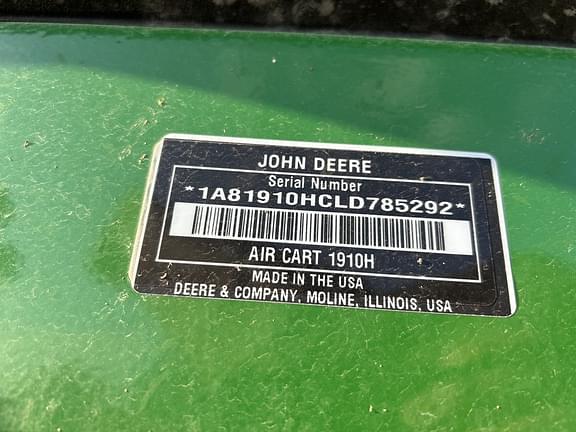 JOHN DEERE
Serial Number
*1A81910HCLD785292*
AIR CART 1910H
MADE IN THE USA
DEERE & COMPANY, MOLINE, ILLINOIS, USA